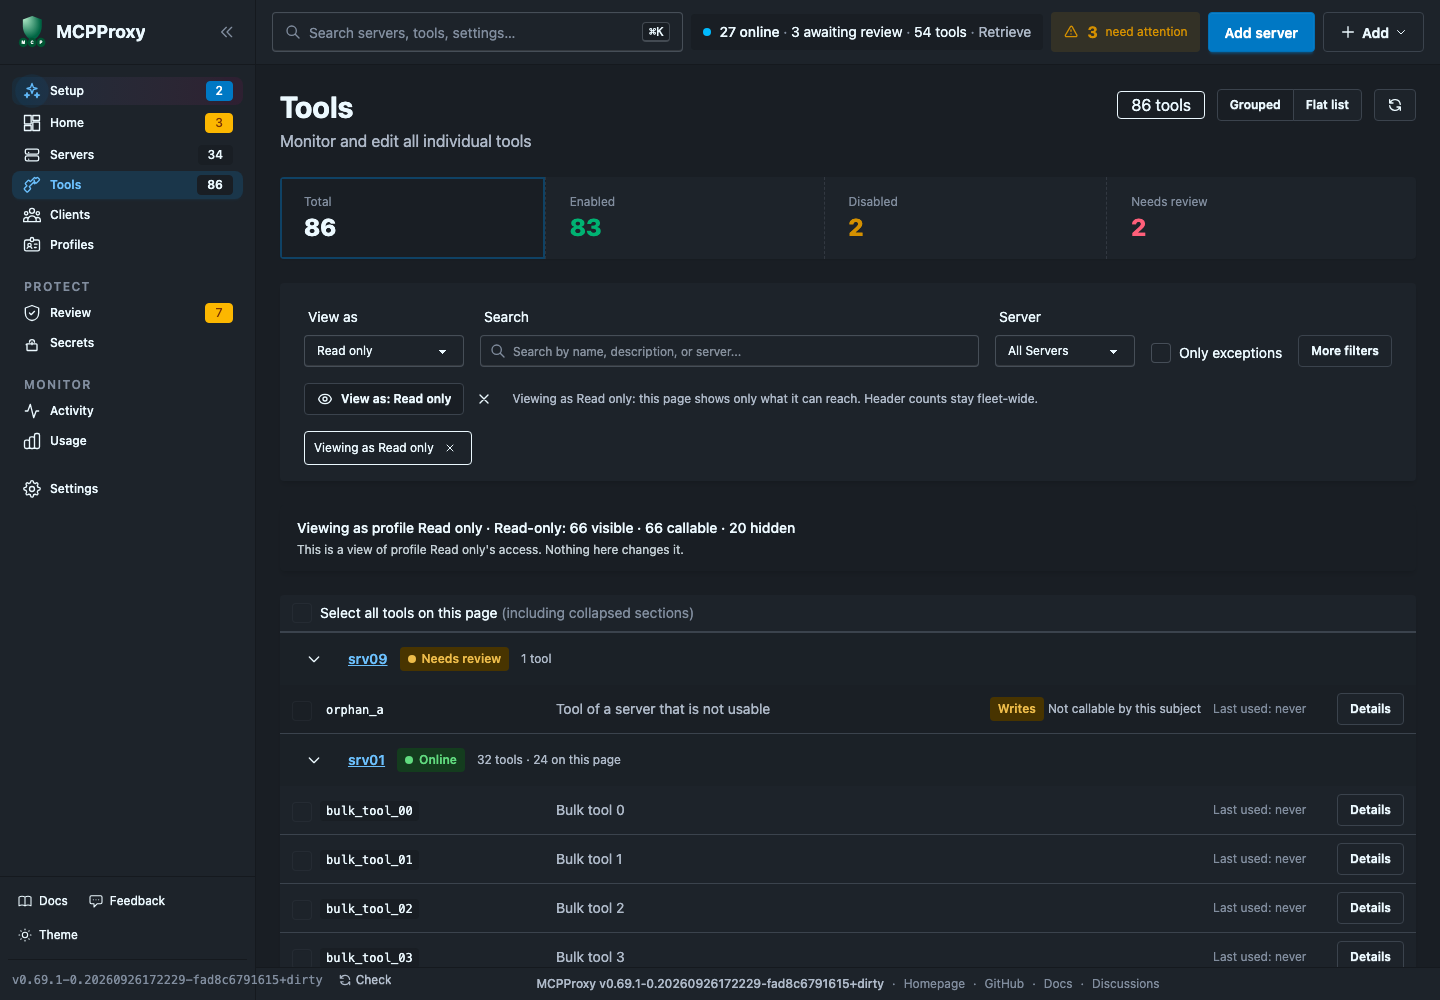 MCPProxy
Search servers, tools, settings...
⌘K
27 online · 3 awaiting review · 54 tools · Retrieve
3 need attention
Add server
+ Add
Setup
2
Home
3
Servers
34
Tools
86
Clients
Profiles
PROTECT
Review
7
Secrets
MONITOR
Activity
Usage
Settings
Docs
Feedback
Theme
v0.69.1-0.20260926172229-fad8c6791615+dirty
Check
Tools
Monitor and edit all individual tools
86 tools
Grouped
Flat list
Total
86
Enabled
83
Disabled
2
Needs review
2
View as
Search
Server
Read only
Search by name, description, or server...
All Servers
Only exceptions
More filters
View as: Read only
Viewing as Read only: this page shows only what it can reach. Header counts stay fleet-wide.
Viewing as Read only
Viewing as profile Read only · Read-only: 66 visible · 66 callable · 20 hidden
This is a view of profile Read only's access. Nothing here changes it.
Select all tools on this page (including collapsed sections)
srv09
Needs review
1 tool
orphan_a
Tool of a server that is not usable
Writes
Not callable by this subject
Last used: never
Details
srv01
Online
32 tools · 24 on this page
bulk_tool_00
Bulk tool 0
Last used: never
Details
bulk_tool_01
Bulk tool 1
Last used: never
Details
bulk_tool_02
Bulk tool 2
Last used: never
Details
bulk_tool_03
Bulk tool 3
Last used: never
Details
MCPProxy v0.69.1-0.20260926172229-fad8c6791615+dirty · Homepage · GitHub · Docs · Discussions